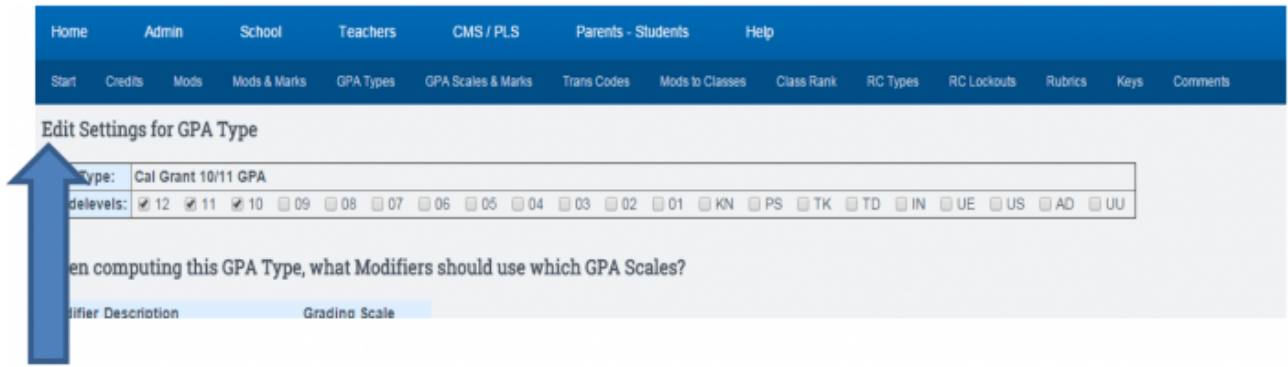 Home Admin School Teachers CMS / PLS Parents - Students Help
Start Credits Mods Mods & Marks GPA Types GPA Scales & Marks Trans Codes Mods to Classes Class Rank RC Types RC Lockouts Rubrics Keys Comments
Edit Settings for GPA Type
Type: Cal Grant 10/11 GPA
delevels: 12 11 10 09 08 07 06 05 04 03 02 01 KN PS TK TD IN UE US AD UU
en computing this GPA Type, what Modifiers should use which GPA Scales?
difier Description Grading Scale